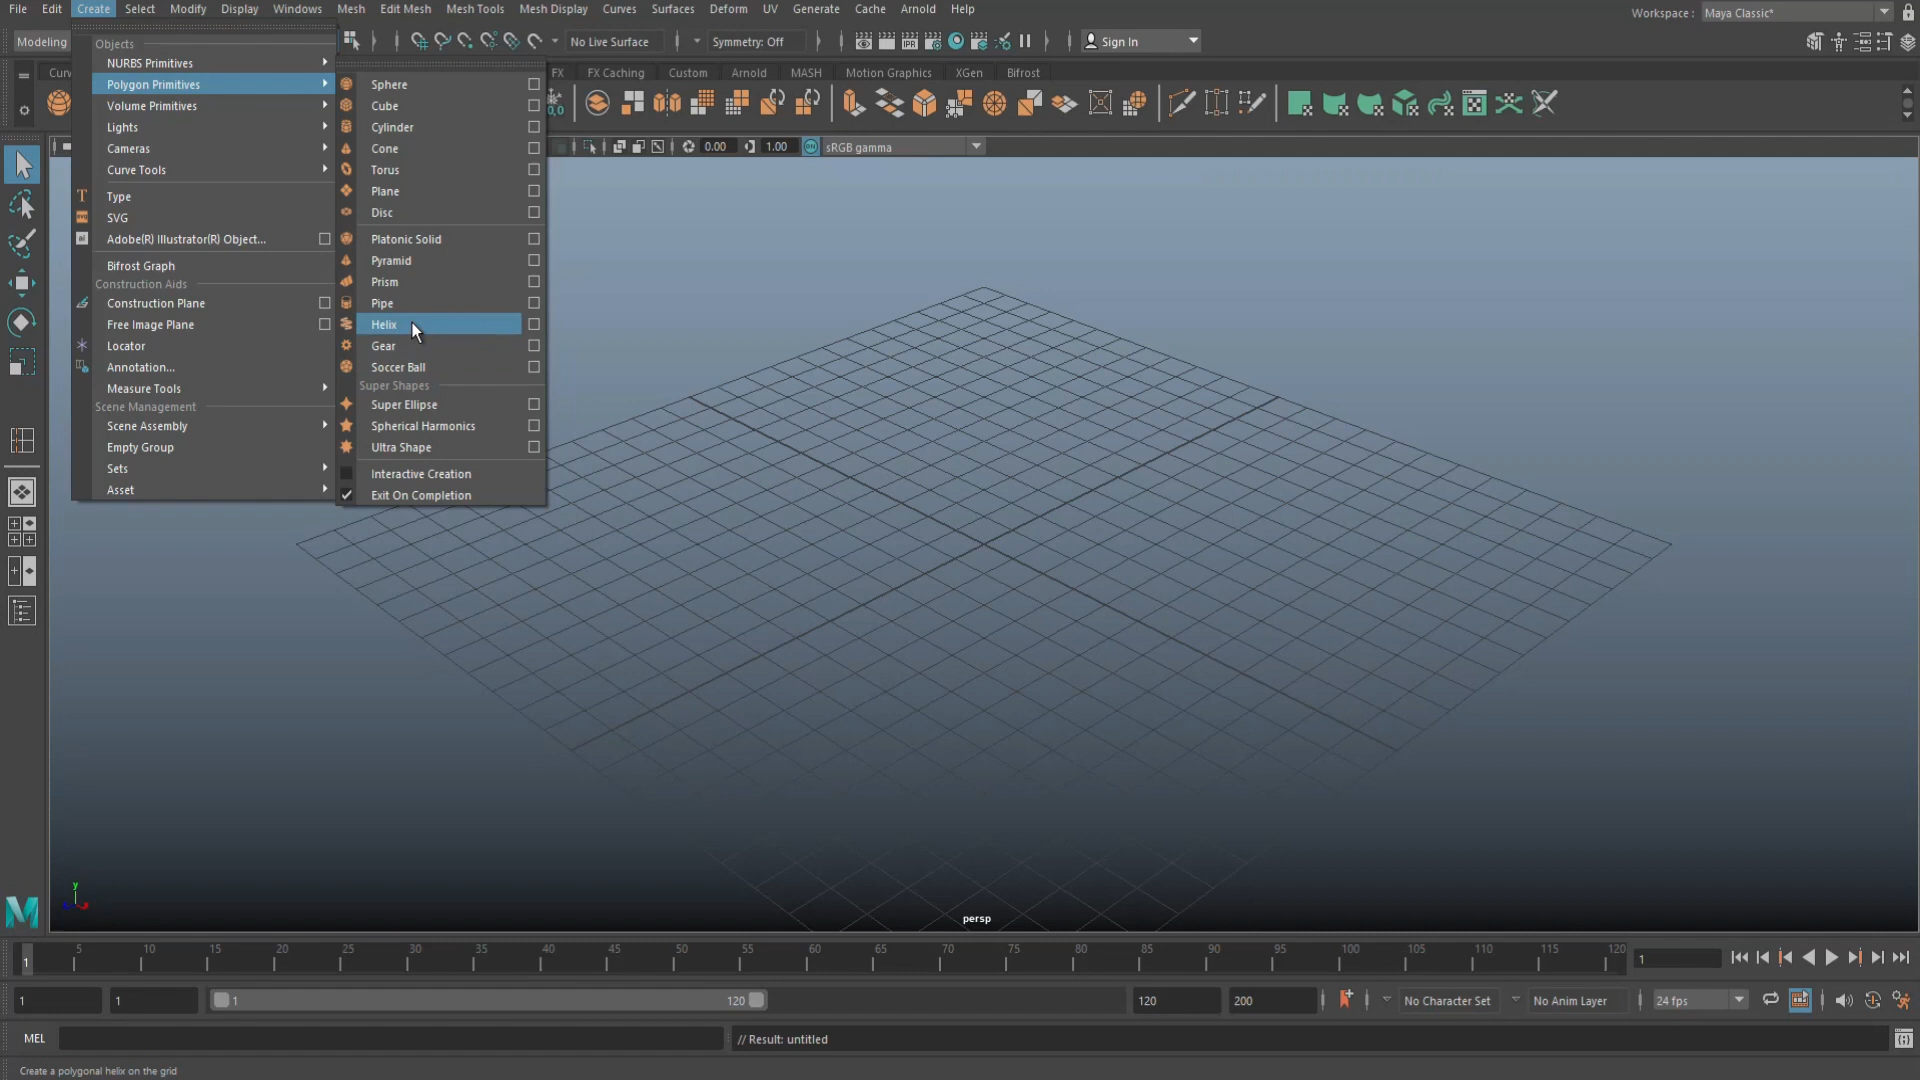 File Edit Create Select Modify Display Windows Mesh Edit Mesh Mesh Tools Mesh Display Curves Surfaces Deform UV Generate Cache Arnold Help
Workspace : Maya Classic*
Modeling No Live Surface Symmetry: Off IPR Sign In
Curv FX FX Caching Custom Arnold MASH Motion Graphics XGen Bifrost
0.00 1.00 ON sRGB gamma
Objects
NURBS Primitives
Polygon Primitives
Volume Primitives
Lights
Cameras
Curve Tools
Type
SVG
Adobe(R) Illustrator(R) Object...
Bifrost Graph
Construction Aids
Construction Plane
Free Image Plane
Locator
Annotation...
Measure Tools
Scene Management
Scene Assembly
Empty Group
Sets
Asset
Sphere
Cube
Cylinder
Cone
Torus
Plane
Disc
Platonic Solid
Pyramid
Prism
Pipe
Helix
Gear
Soccer Ball
Super Shapes
Super Ellipse
Spherical Harmonics
Ultra Shape
Interactive Creation
Exit On Completion
y
persp
5 10 15 20 25 30 35 40 45 50 55 60 65 70 75 80 85 90 95 100 105 110 115 120
1 1
1 1 1 120 120 200 No Character Set No Anim Layer 24 fps
MEL // Result: untitled
Create a polygonal helix on the grid